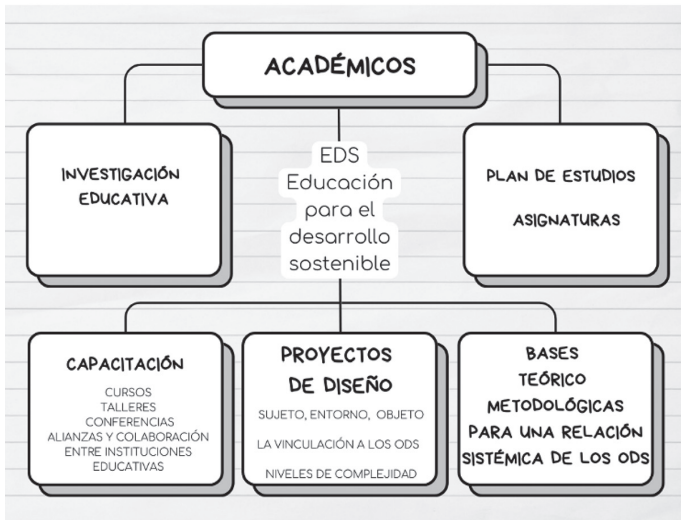 ACADÉMICOS
INVESTIGACIÓN
EDUCATIVA
EDS
Educación
para el
desarrollo
sostenible
PLAN DE ESTUDIOS
ASIGNATURAS
CAPACITACIÓN
CURSOS
TALLERES
CONFERENCIAS
ALIANZAS Y COLABORACIÓN
ENTRE INSTITUCIONES
EDUCATIVAS
PROYECTOS
DE DISEÑO
SUJETO, ENTORNO, OBJETO
LA VINCULACIÓN A LOS ODS
NIVELES DE COMPLEJIDAD
BASES
TEÓRICO
METODOLÓGICAS
PARA UNA RELACIÓN
SISTÉMICA DE LOS ODS